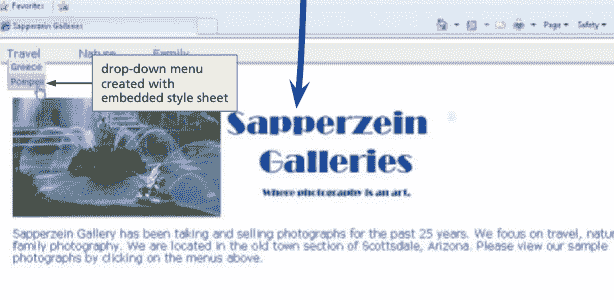 Favorites
Sapperzein Galleries
Page
Safety
Travel Nature Family
Greece
Pompeii
drop-down menu
created with
embedded style sheet
Sapperzein
Galleries
Where photography is an art.
Sapperzein Gallery has been taking and selling photographs for the past 25 years. We focus on travel, natu
family photography. We are located in the old town section of Scottsdale, Arizona. Please view our sample
photographs by clicking on the menus above.